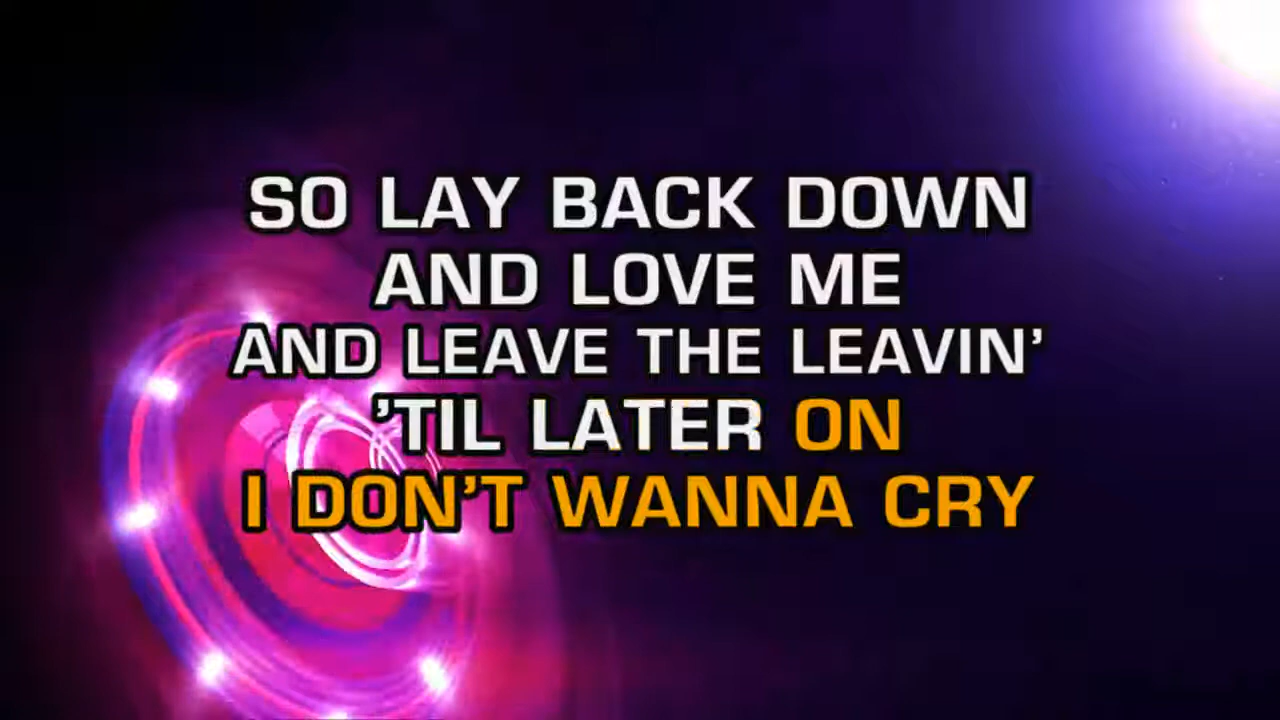 SO LAY BACK DOWN
AND LOVE ME
AND LEAVE THE LEAVIN’
’TIL LATER ON
I DON’T WANNA CRY